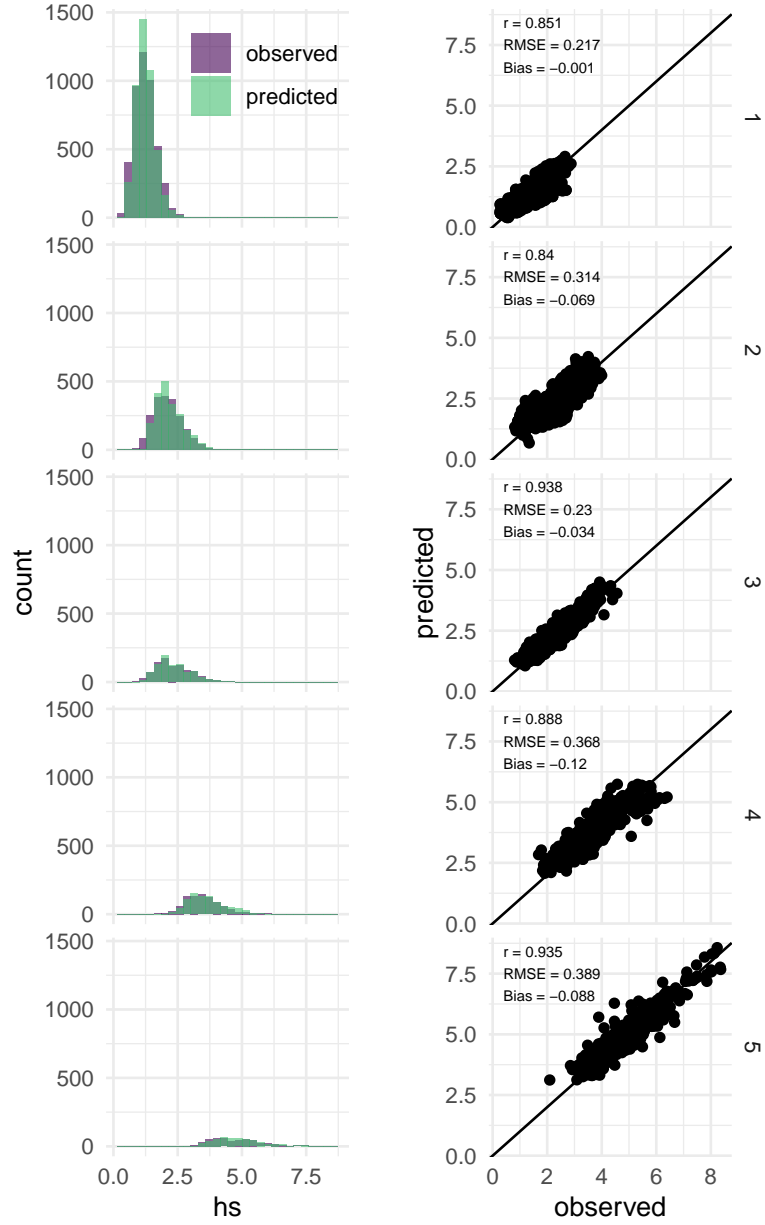 1500
1000
500
0
observed
predicted
1500
1000
500
0
1500
1000
500
0
1500
1000
500
0
1500
1000
500
0
0.0 2.5 5.0 7.5
hs
count
7.5
5.0
2.5
0.0
r = 0.851
RMSE = 0.217
Bias = −0.001
1
7.5
5.0
2.5
0.0
r = 0.84
RMSE = 0.314
Bias = −0.069
2
7.5
5.0
2.5
0.0
r = 0.938
RMSE = 0.23
Bias = −0.034
3
7.5
5.0
2.5
0.0
r = 0.888
RMSE = 0.368
Bias = −0.12
4
7.5
5.0
2.5
0.0
r = 0.935
RMSE = 0.389
Bias = −0.088
5
0 2 4 6 8
observed
predicted